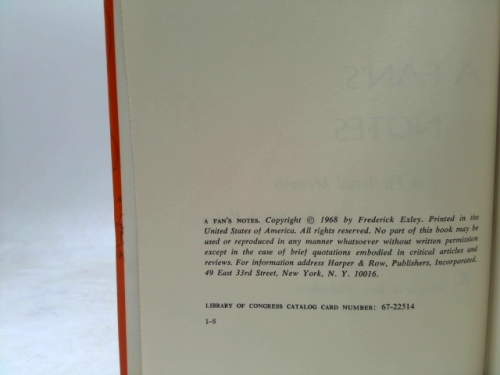 A FAN'S
NOTES
A FAN'S NOTES. Copyright © 1968 by Frederick Exley. Printed in the
United States of America. All rights reserved. No part of this book may be
used or reproduced in any manner whatsoever without written permission
except in the case of brief quotations embodied in critical articles and
reviews. For information address Harper & Row, Publishers, Incorporated,
49 East 33rd Street, New York, N. Y. 10016.
LIBRARY OF CONGRESS CATALOG CARD NUMBER: 67-22514